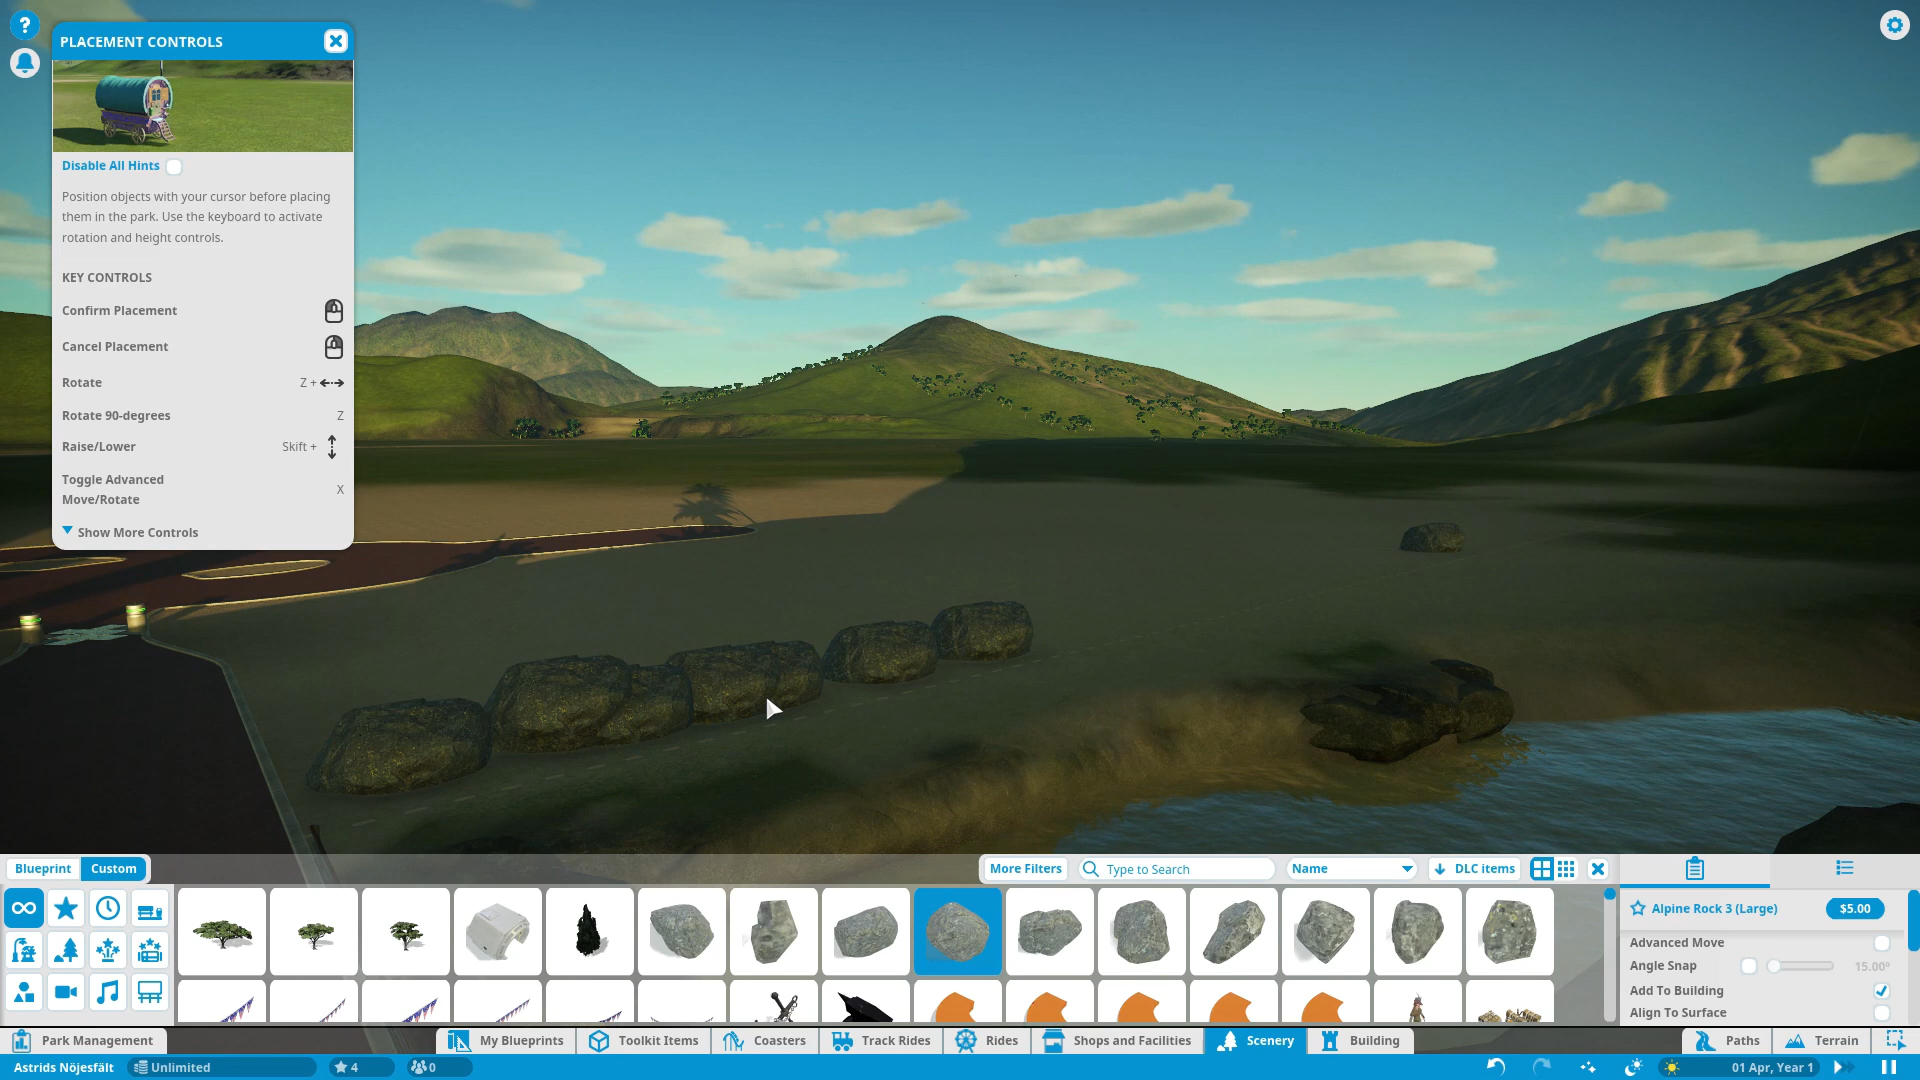 ?
PLACEMENT CONTROLS
Disable All Hints
Position objects with your cursor before placing
them in the park. Use the keyboard to activate
rotation and height controls.
KEY CONTROLS
Confirm Placement
Cancel Placement
Rotate Z +
Rotate 90-degrees Z
Raise/Lower Skift +
Toggle Advanced
Move/Rotate X
Show More Controls
Blueprint Custom More Filters Type to Search Name DLC items
Alpine Rock 3 (Large) $5.00
Advanced Move
Angle Snap 15.00º
Add To Building
Align To Surface
Park Management My Blueprints Toolkit Items Coasters Track Rides Rides Shops and Facilities Scenery Building Paths Terrain
Astrids Nöjesfält Unlimited 4 0 01 Apr, Year 1